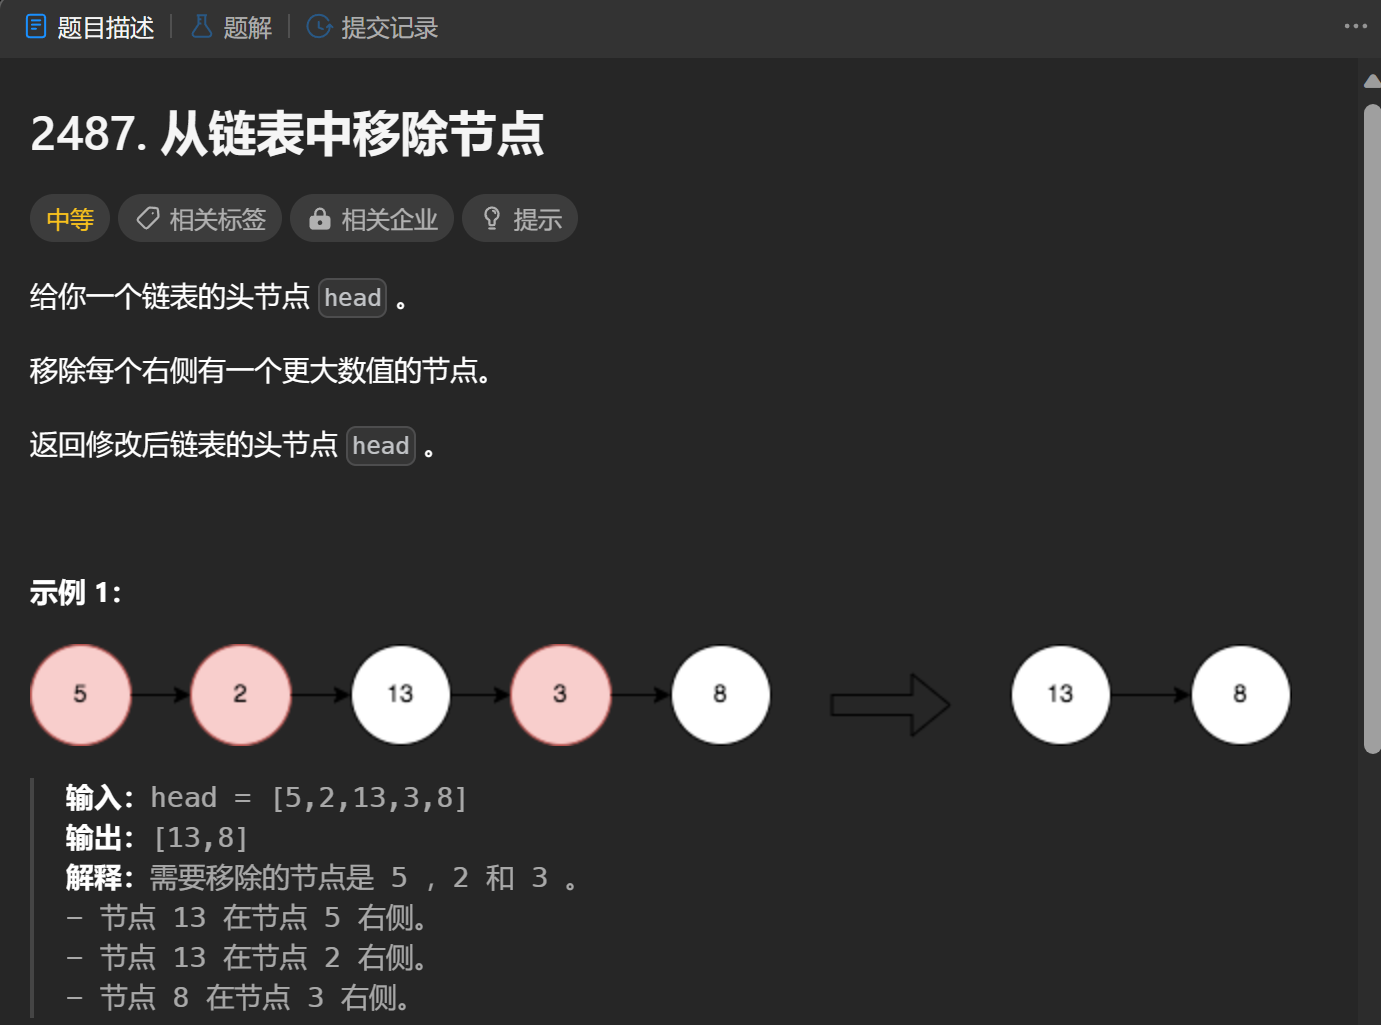 题目描述 题解 提交记录
2487. 从链表中移除节点
中等 相关标签 相关企业 提示
给你一个链表的头节点 head 。
移除每个右侧有一个更大数值的节点。
返回修改后链表的头节点 head 。
示例 1：
5 2 13 3 8 13 8
输入：head = [5,2,13,3,8]
输出：[13,8]
解释：需要移除的节点是 5 ，2 和 3 。
- 节点 13 在节点 5 右侧。
- 节点 13 在节点 2 右侧。
- 节点 8 在节点 3 右侧。